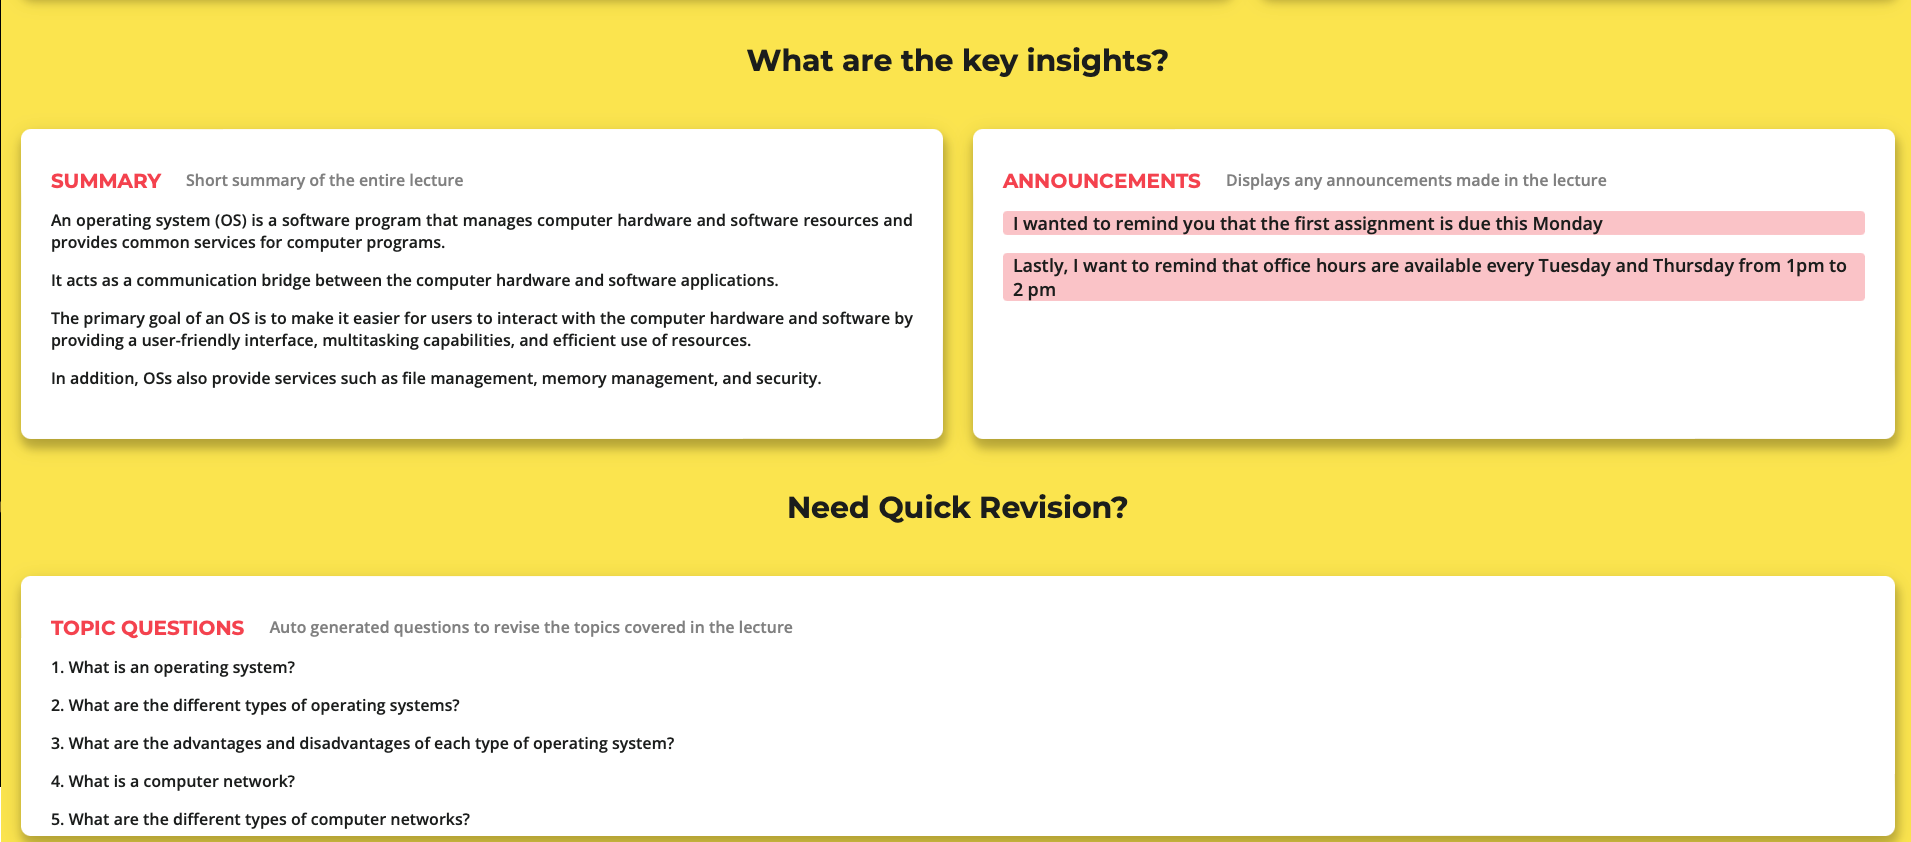 What are the key insights?
SUMMARY Short summary of the entire lecture
An operating system (OS) is a software program that manages computer hardware and software resources and
provides common services for computer programs.
It acts as a communication bridge between the computer hardware and software applications.
The primary goal of an OS is to make it easier for users to interact with the computer hardware and software by
providing a user-friendly interface, multitasking capabilities, and efficient use of resources.
In addition, OSs also provide services such as file management, memory management, and security.
ANNOUNCEMENTS Displays any announcements made in the lecture
I wanted to remind you that the first assignment is due this Monday
Lastly, I want to remind that office hours are available every Tuesday and Thursday from 1pm to
2 pm
Need Quick Revision?
TOPIC QUESTIONS Auto generated questions to revise the topics covered in the lecture
1. What is an operating system?
2. What are the different types of operating systems?
3. What are the advantages and disadvantages of each type of operating system?
4. What is a computer network?
5. What are the different types of computer networks?